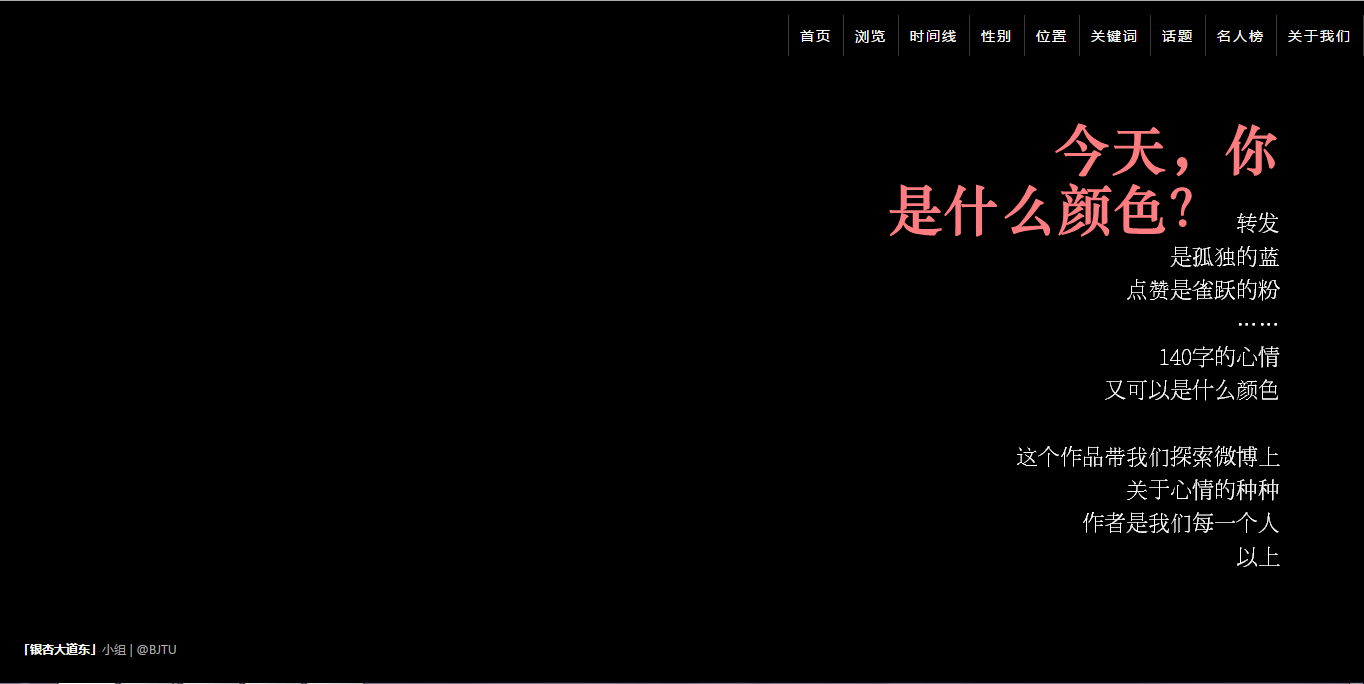 首页 浏览 时间线 性别 位置 关键词 话题 名人榜 关于我们
今天，你
是什么颜色？
转发
是孤独的蓝
点赞是雀跃的粉
……
140字的心情
又可以是什么颜色
这个作品带我们探索微博上
关于心情的种种
作者是我们每一个人
以上
「银杏大道东」小组 | @BJTU